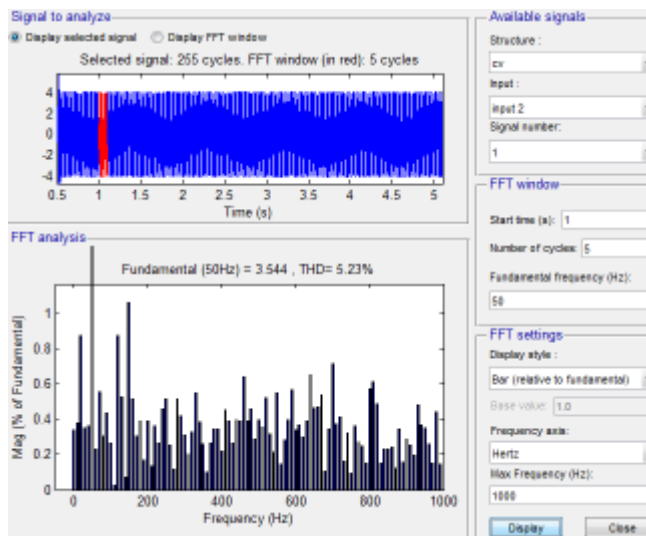 Signal to analyze
Display selected signal Display FFT window
Selected signal: 255 cycles. FFT window (in red): 5 cycles
4
2
0
-2
-4
0.5 1 1.5 2 2.5 3 3.5 4 4.5 5
Time (s)
FFT analysis
Fundamental (50Hz) = 3.544 , THD= 5.23%
1
0.8
0.6
0.4
0.2
0
Mag (% of Fundamental)
0 200 400 600 800 1000
Frequency (Hz)
Available signals
Structure :
cv
Input :
input 2
Signal number:
1
FFT window
Start time (s): 1
Number of cycles: 5
Fundamental frequency (Hz):
50
FFT settings
Display style :
Bar (relative to fundamental)
Base value: 1.0
Frequency axis:
Hertz
Max Frequency (Hz):
1000
Display Close